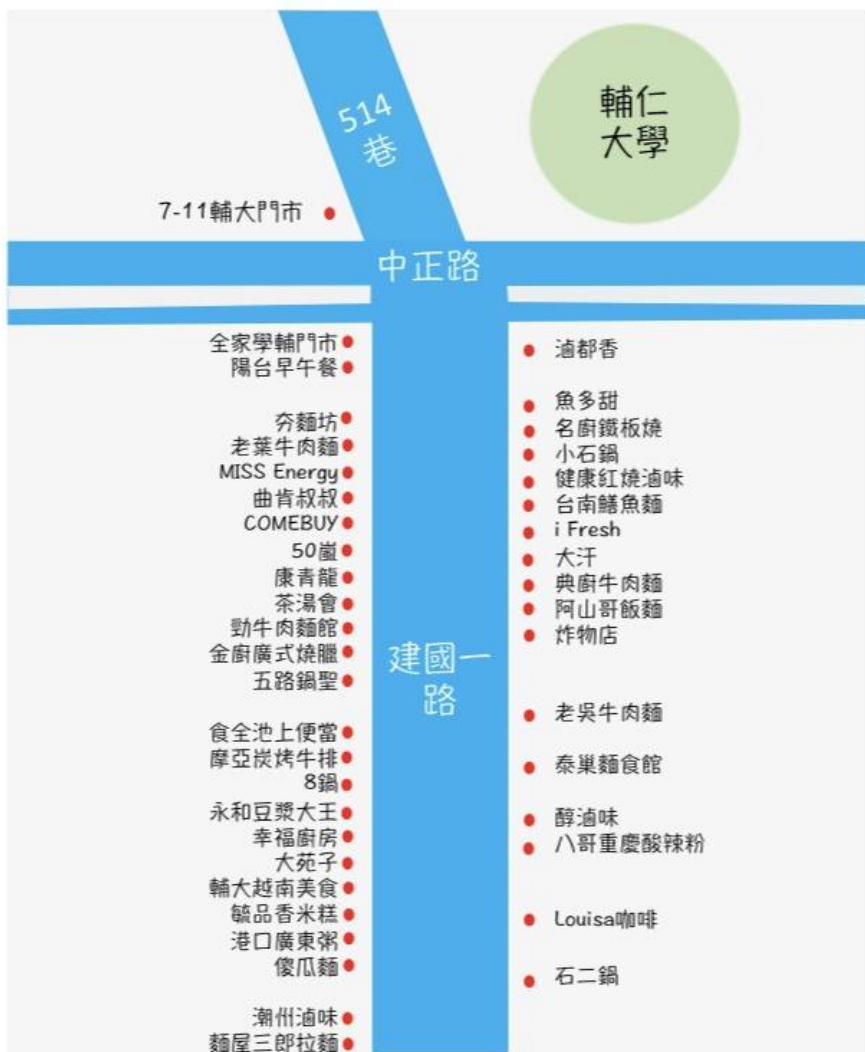 514
巷
輔仁
大學
7-11輔大門市
中正路
全家學輔門市
陽台早午餐
夯麵坊
老葉牛肉麵
MISS Energy
曲肯叔叔
COMEBUY
50嵐
康青龍
茶湯會
勁牛肉麵館
金廚廣式燒臘
五路鍋聖
食全池上便當
摩亞炭烤牛排
8鍋
永和豆漿大王
幸福廚房
大苑子
輔大越南美食
毓品香米糕
港口廣東粥
傻瓜麵
潮州滷味
麵屋三郎拉麵
建國一
路
滷都香
魚多甜
名廚鐵板燒
小石鍋
健康紅燒滷味
台南鱔魚麵
i Fresh
大汗
典廚牛肉麵
阿山哥飯麵
炸物店
老吳牛肉麵
泰巢麵食館
醇滷味
八哥重慶酸辣粉
Louisa咖啡
石二鍋